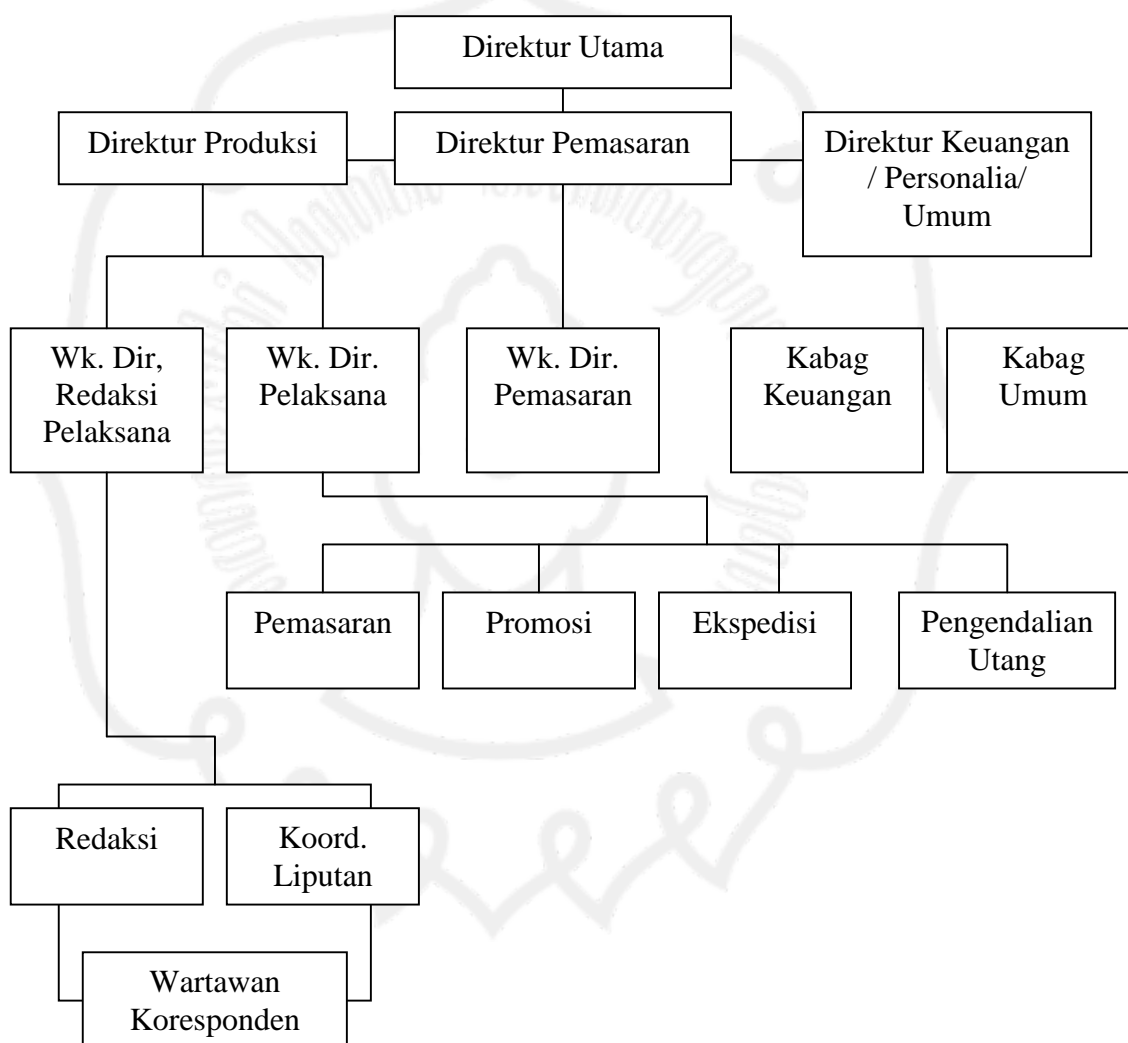 Direktur Utama
Direktur Produksi
Direktur Pemasaran
Direktur Keuangan
/ Personalia/
Umum
Wk. Dir,
Redaksi
Pelaksana
Wk. Dir.
Pelaksana
Wk. Dir.
Pemasaran
Kabag
Keuangan
Kabag
Umum
Pemasaran
Promosi
Ekspedisi
Pengendalian
Utang
Redaksi
Koord.
Liputan
Wartawan
Koresponden